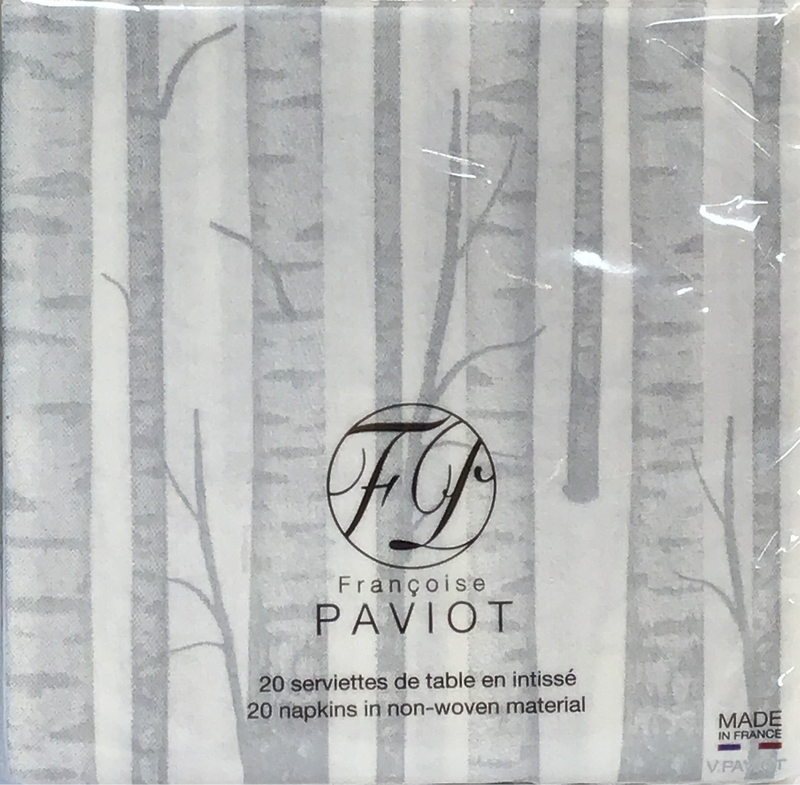 FP
Françoise
PAVIOT
20 serviettes de table en intissé
20 napkins in non-woven material
MADE
IN FRANCE